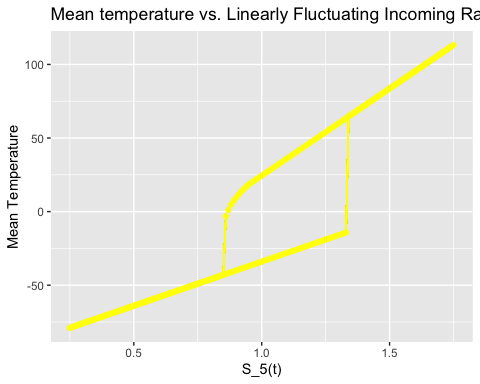 Mean temperature vs. Linearly Fluctuating Incoming Ra
Mean Temperature
100
50
0
-50
0.5
1.0
1.5
S_5(t)